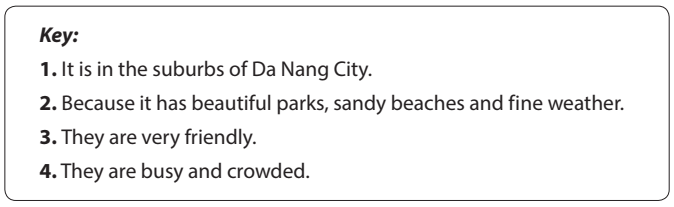 Key:
1. It is in the suburbs of Da Nang City.
2. Because it has beautiful parks, sandy beaches and fine weather.
3. They are very friendly.
4. They are busy and crowded.